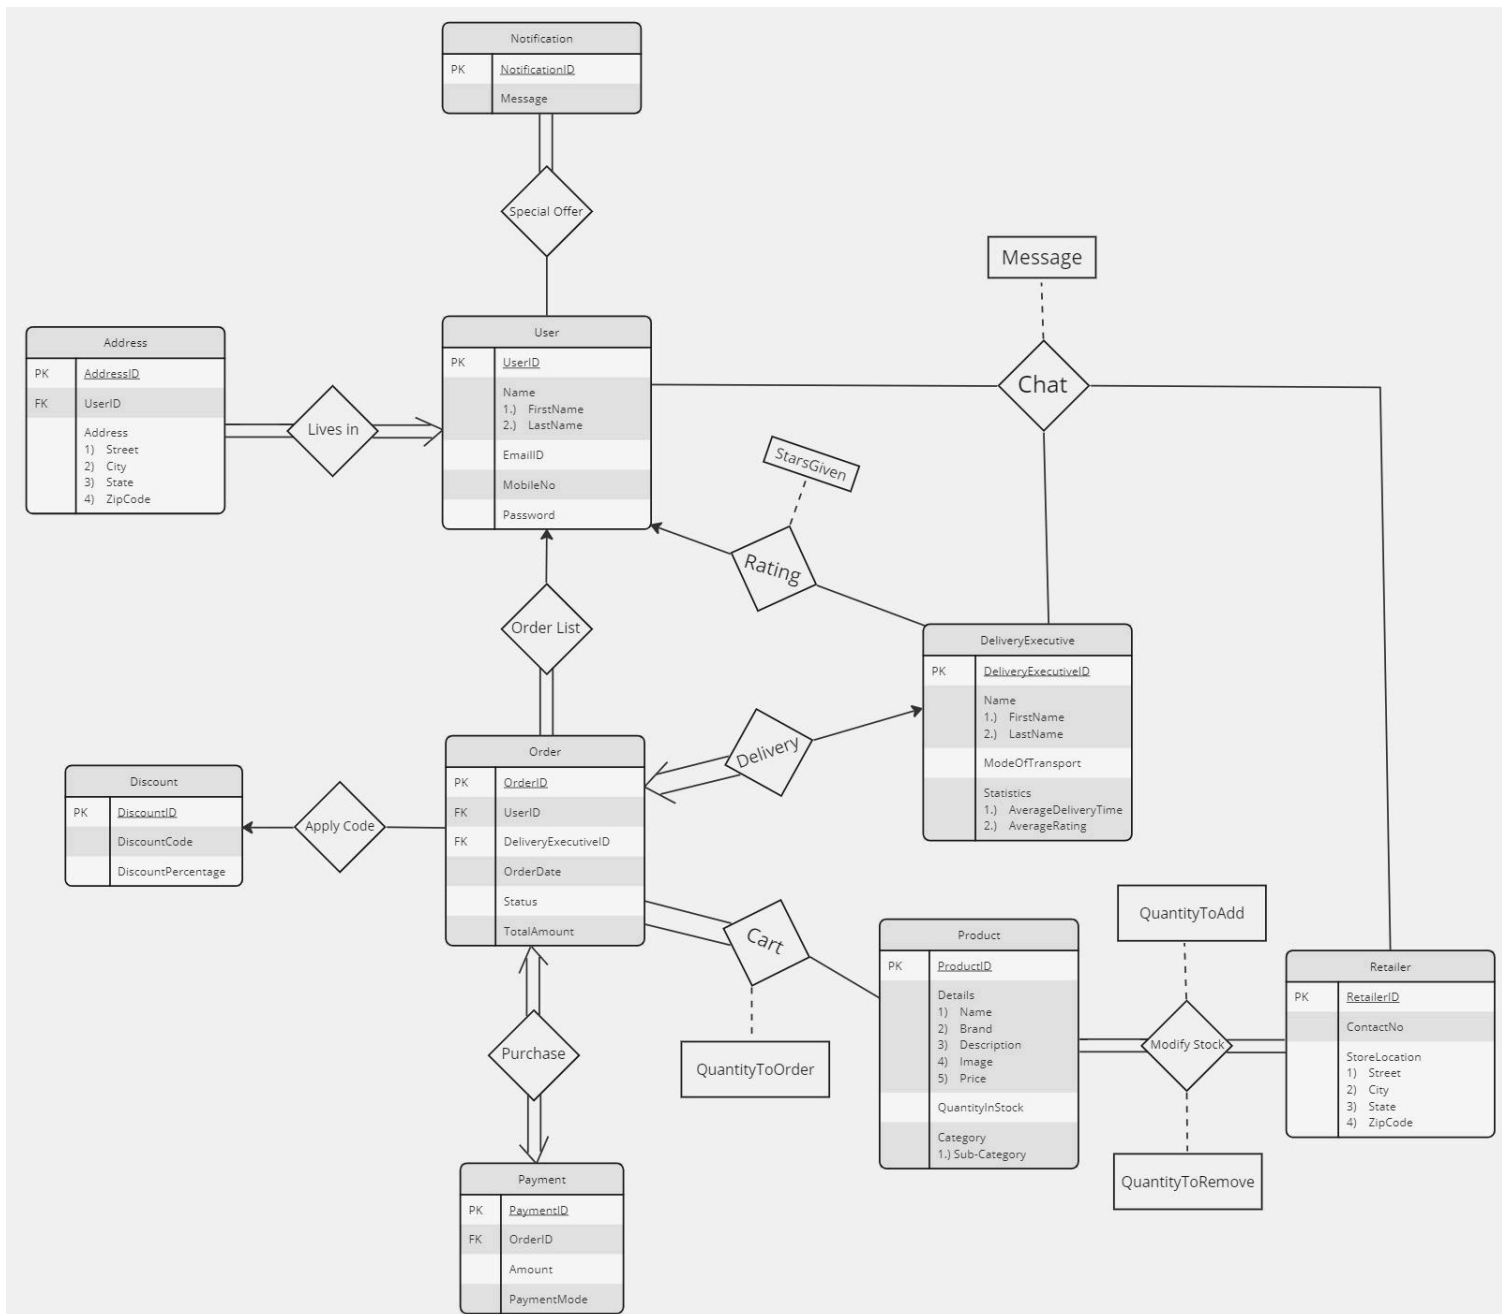 Notification
PK NotificationID
Message
Special Offer
Message
Chat
Address
PK AddressID
FK UserID
Address
1) Street
2) City
3) State
4) ZipCode
Lives in
User
PK UserID
Name
1.) FirstName
2.) LastName
EmailID
MobileNo
Password
StarsGiven
Rating
Order List
DeliveryExecutive
PK DeliveryExecutiveID
Name
1.) FirstName
2.) LastName
ModeOfTransport
Statistics
1.) AverageDeliveryTime
2.) AverageRating
Delivery
Discount
PK DiscountID
DiscountCode
DiscountPercentage
Apply Code
Order
PK OrderID
FK UserID
FK DeliveryExecutiveID
OrderDate
Status
TotalAmount
Cart
QuantityToOrder
Product
PK ProductID
Details
1) Name
2) Brand
3) Description
4) Image
5) Price
QuantityInStock
Category
1.) Sub-Category
QuantityToAdd
Modify Stock
QuantityToRemove
Retailer
PK RetailerID
ContactNo
StoreLocation
1) Street
2) City
3) State
4) ZipCode
Purchase
Payment
PK PaymentID
FK OrderID
Amount
PaymentMode